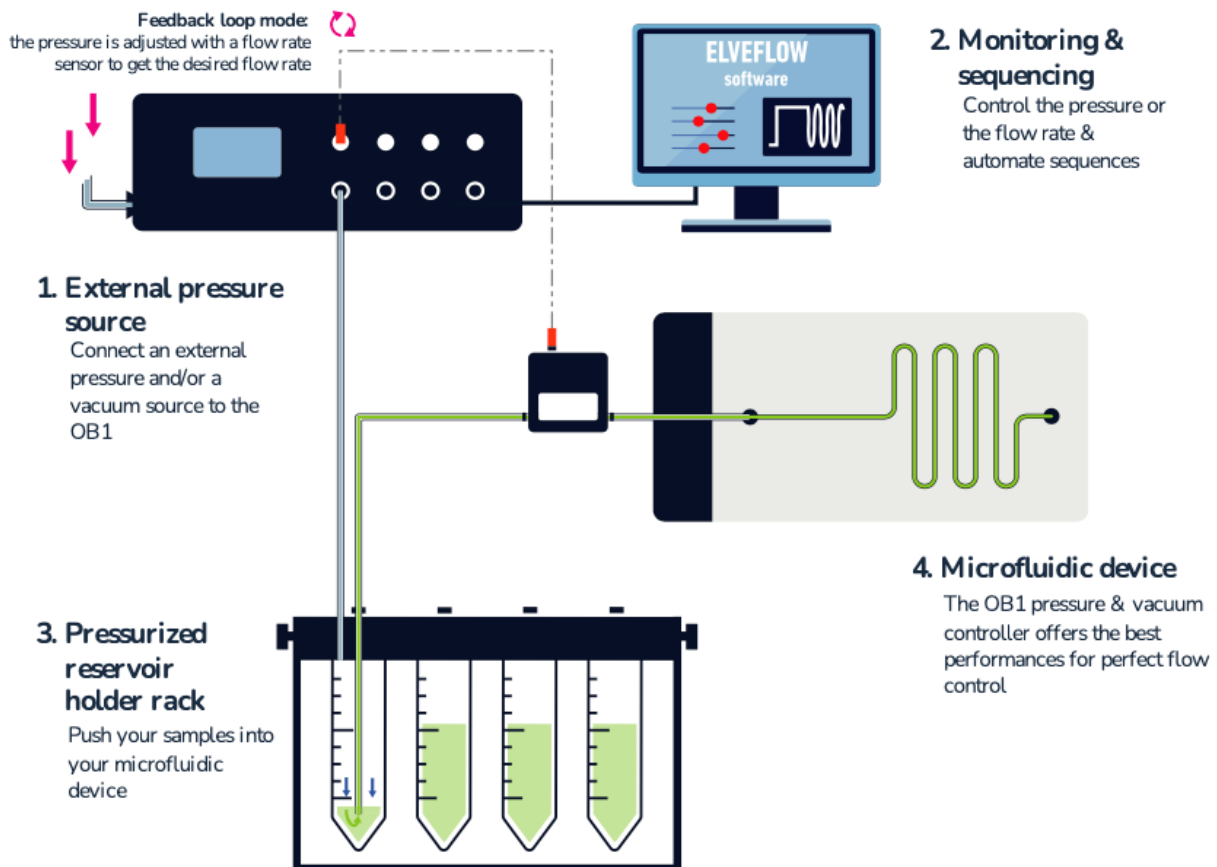 Feedback loop mode:
the pressure is adjusted with a flow rate
sensor to get the desired flow rate
ELVEFLOW
software
2. Monitoring &
sequencing
Control the pressure or
the flow rate &
automate sequences
1. External pressure
source
Connect an external
pressure and/or a
vacuum source to the
OB1
3. Pressurized
reservoir
holder rack
Push your samples into
your microfluidic
device
4. Microfluidic device
The OB1 pressure & vacuum
controller offers the best
performances for perfect flow
control